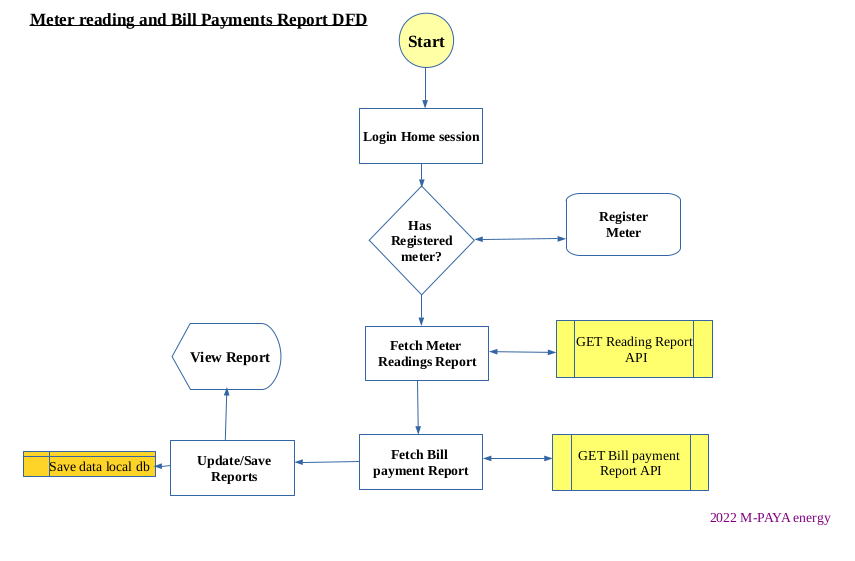 Meter reading and Bill Payments Report DFD
Start
Login Home session
Has
Registered
meter?
Register
Meter
Fetch Meter
Readings Report
GET Reading Report
API
View Report
Fetch Bill
payment Report
GET Bill payment
Report API
Update/Save
Reports
Save data local db
2022 M-PAYA energy